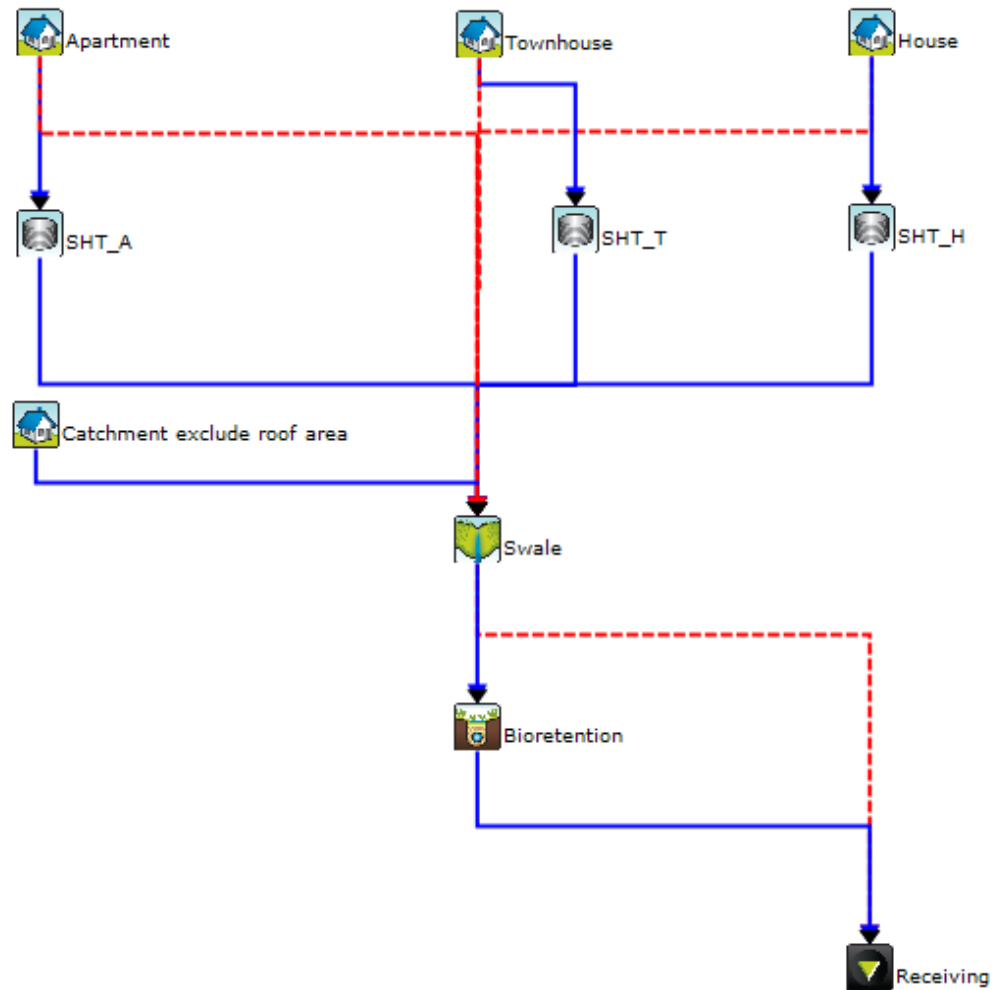 Apartment
Townhouse
House
SHT_A
SHT_T
SHT_H
Catchment exclude roof area
Swale
Bioretention
Receiving